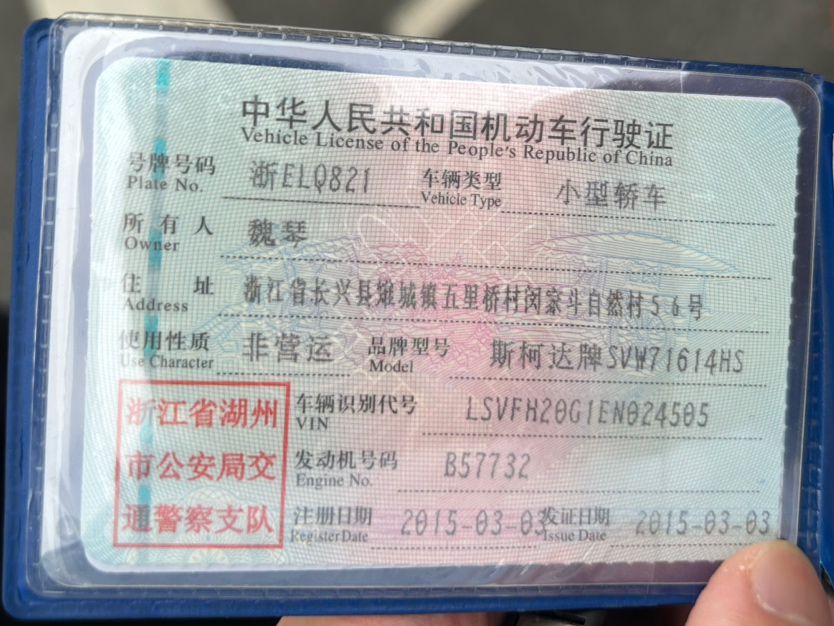 中华人民共和国机动车行驶证
Vehicle License of the People's Republic of China
号牌号码 浙ELQ821 车辆类型 小型轿车
Plate No. Vehicle Type
所有人 魏琴
Owner
住址 浙江省长兴县 城镇五里桥村闵家斗自然村56号
Address
使用性质 非营运 品牌型号 斯柯达牌SVW71614HS
Use Character Model
浙江省湖州 车辆识别代号 LSVFH20G1EN024505
VIN
市公安局交 发动机号码 B57732
Engine No.
通警察支队 注册日期 2015-03-03 发证日期 2015-03-03
Register Date Issue Date